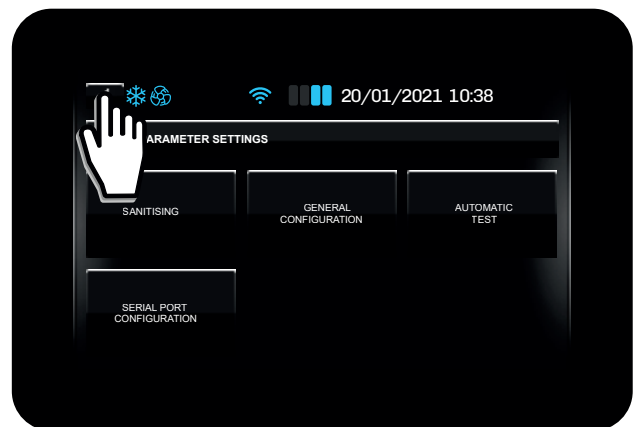 20/01/2021 10:38
ARAMETER SETTINGS
SANITISING
GENERAL
CONFIGURATION
AUTOMATIC
TEST
SERIAL PORT
CONFIGURATION